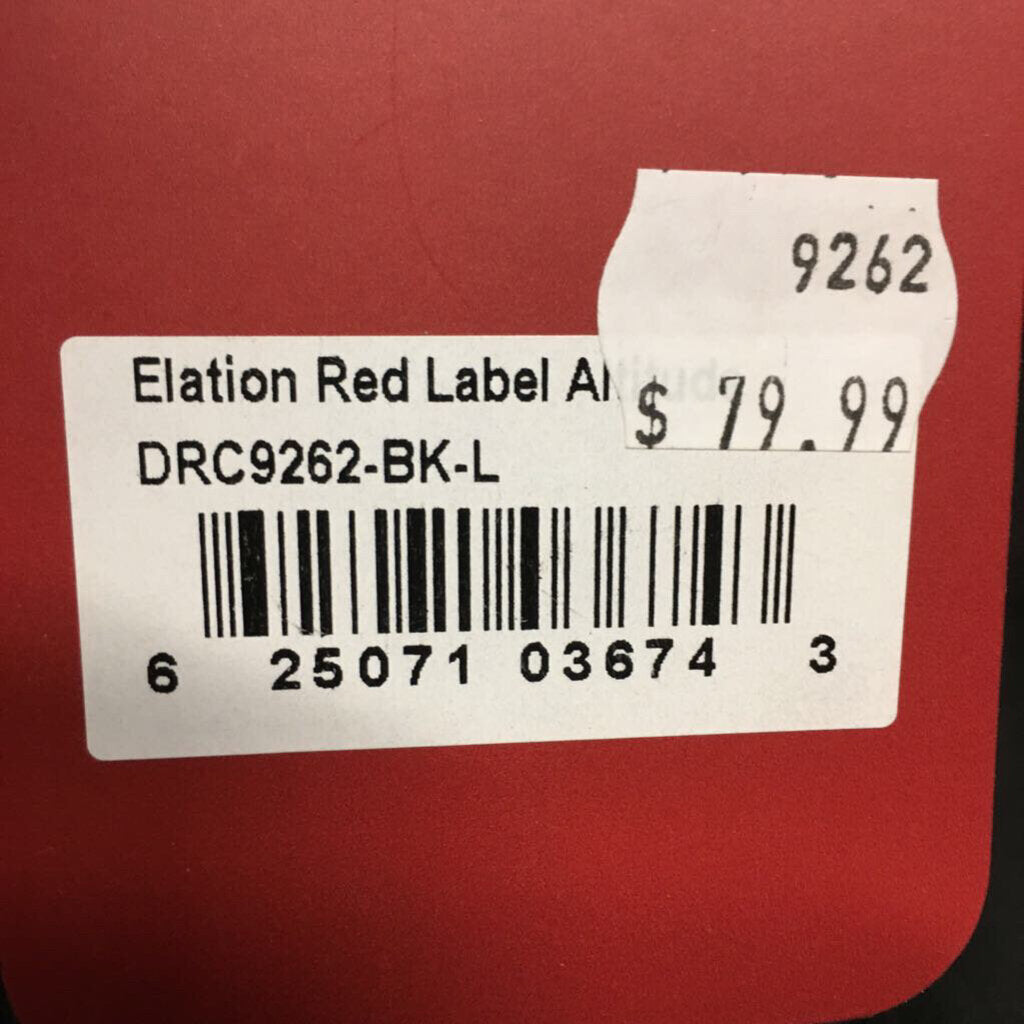 9262
Elation Red Label Al
$ 79.99
DRC9262-BK-L
6 25071 03674 3